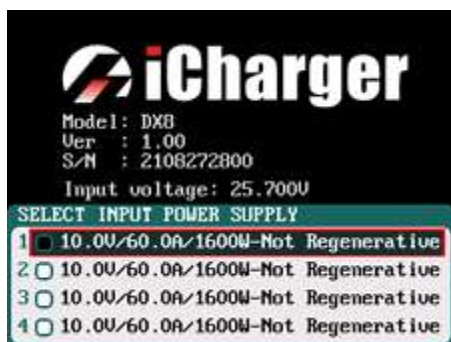 iCharger
Model: DX8
Ver : 1.00
S/N : 2108272800
Input voltage: 25.700V
SELECT INPUT POWER SUPPLY
1 10.0V/60.0A/1600W-Not Regenerative
2 10.0V/60.0A/1600W-Not Regenerative
3 10.0V/60.0A/1600W-Not Regenerative
4 10.0V/60.0A/1600W-Not Regenerative